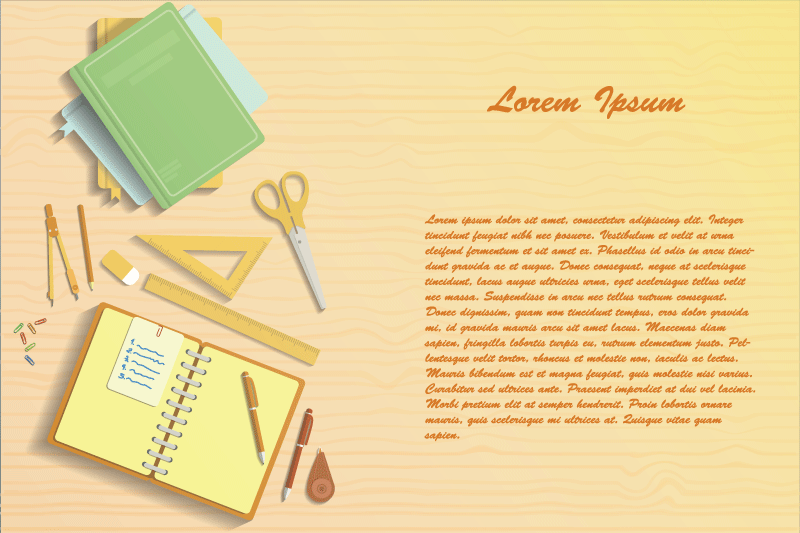 Lorem Ipsum
Lorem ipsum dolor sit amet, consectetur adipiscing elit. Integer
tincidunt feugiat nibh nec posuere. Vestibulum et velit at urna
eleifend fermentum et sit amet ex. Phasellus id odio in arcu tinci-
dunt gravida ac et augue. Donec consequat, neque at scelerisque
tincidunt, lacus augue ultricies urna, eget scelerisque tellus velit
nec massa. Suspendisse in arcu nec tellus rutrum consequat.
Donec dignissim, quam non tincidunt tempus, eros dolor gravida
mi, id gravida mauris arcu sit amet lacus. Maecenas diam
sapien, fringilla lobortis turpis eu, rutrum elementum justo. Pel-
lentesque velit tortor, rhoncus et molestie non, iaculis ac lectus.
Mauris bibendum est et magna feugiat, quis molestie nisi varius.
Curabitur sed ultrices ante. Praesent imperdiet at dui vel lacinia.
Morbi pretium elit at semper hendrerit. Proin lobortis ornare
mauris, quis scelerisque mi ultrices at. Quisque vitae quam
sapien.